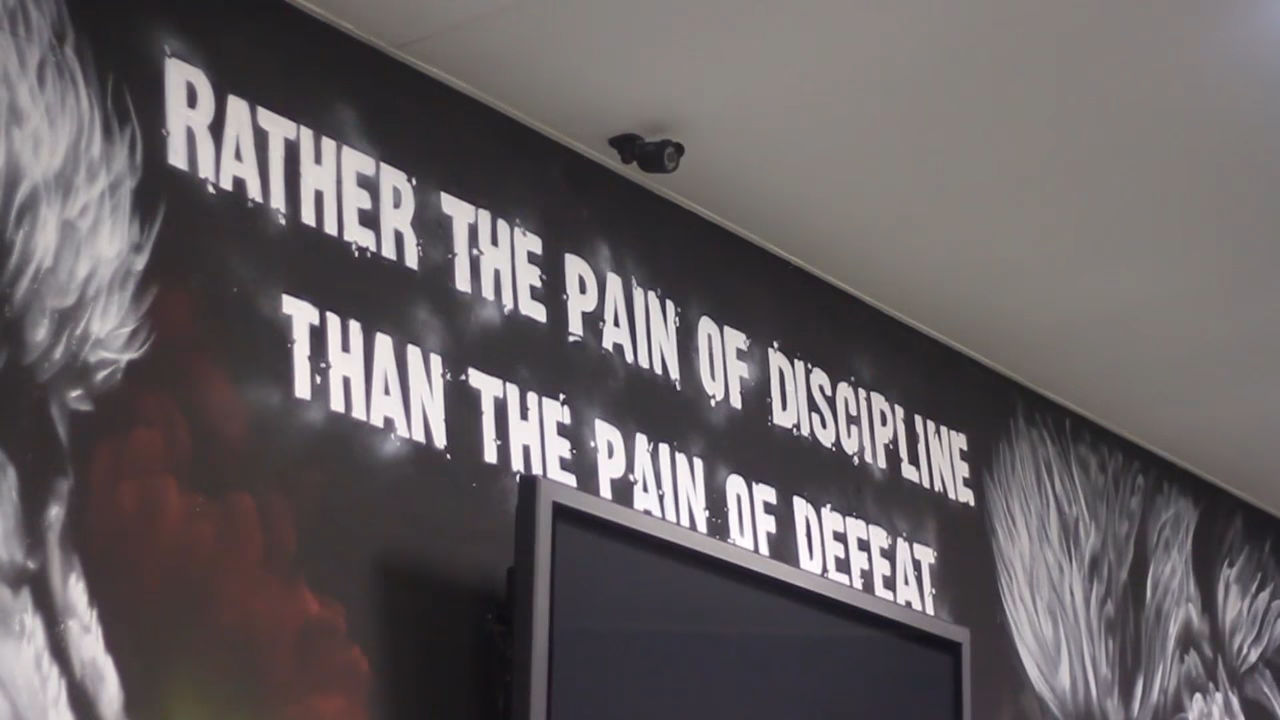 RATHER THE PAIN OF DISCIPLINE
THAN THE PAIN OF DEFEAT